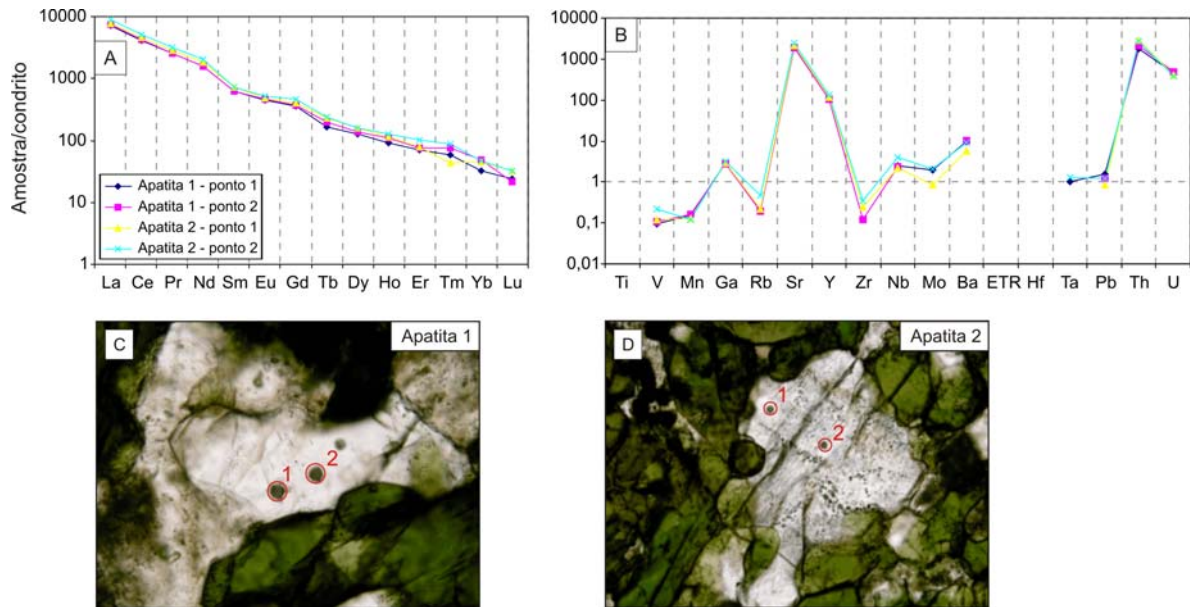 Amostra/condrito
10000
1000
100
10
1
A
Apatita 1 - ponto 1
Apatita 1 - ponto 2
Apatita 2 - ponto 1
Apatita 2 - ponto 2
La Ce Pr Nd Sm Eu Gd Tb Dy Ho Er Tm Yb Lu
10000
1000
100
10
1
0,1
0,01
B
Ti V Mn Ga Rb Sr Y Zr Nb Mo Ba ETR Hf Ta Pb Th U
C
Apatita 1
1
2
D
Apatita 2
1
2